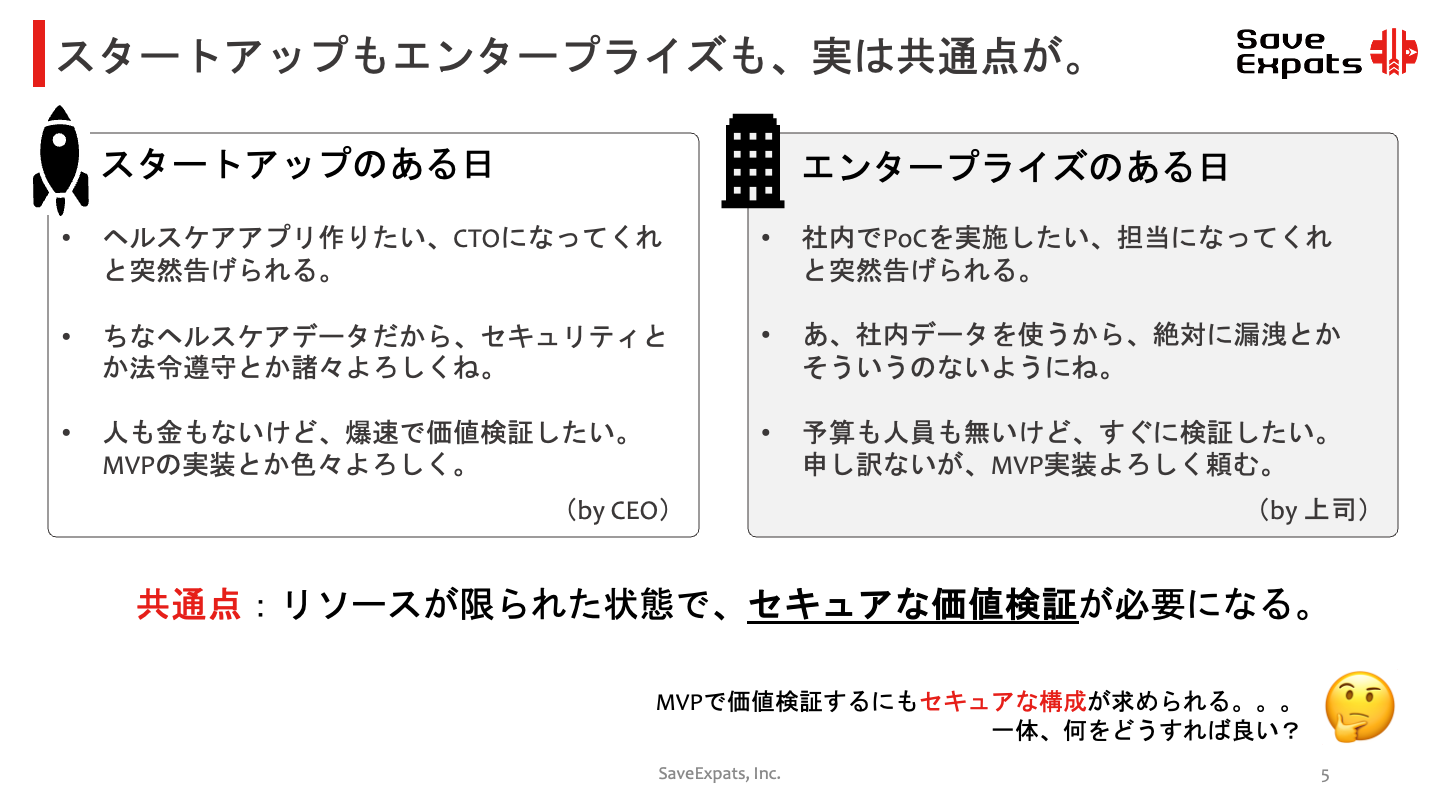 スタートアップもエンタープライズも、実は共通点が。
Save
Expats
スタートアップのある日
• ヘルスケアアプリ作りたい、CTOになってくれ
と突然告げられる。
• ちなヘルスケアデータだから、セキュリティと
か法令遵守とか諸々よろしくね。
• 人も金もないけど、爆速で価値検証したい。
MVPの実装とか色々よろしく。
（by CEO）
エンタープライズのある日
• 社内でPoCを実施したい、担当になってくれ
と突然告げられる。
• あ、社内データを使うから、絶対に漏洩とか
そういうのないようにね。
• 予算も人員も無いけど、すぐに検証したい。
申し訳ないが、MVP実装よろしく頼む。
（by 上司）
共通点：リソースが限られた状態で、セキュアな価値検証が必要になる。
MVPで価値検証するにもセキュアな構成が求められる。。。
一体、何をどうすれば良い？
SaveExpats, Inc.
5